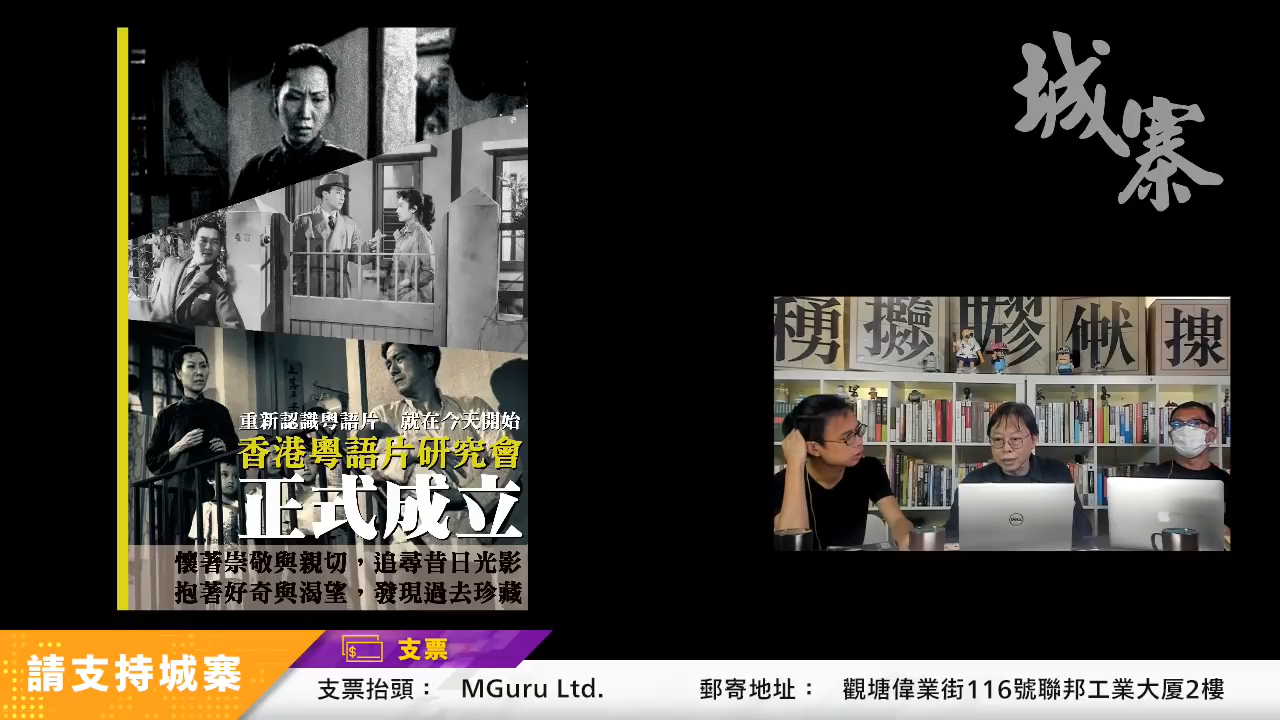 城寨
重新認識粵語片 就在今天開始
香港粵語片研究會
正式成立
懷著崇敬與親切，追尋昔日光影
抱著好奇與渴望，發現過去珍藏
DELL
請支持城寨
$ 支票
支票抬頭： MGuru Ltd. 郵寄地址： 觀塘偉業街116號聯邦工業大廈2樓